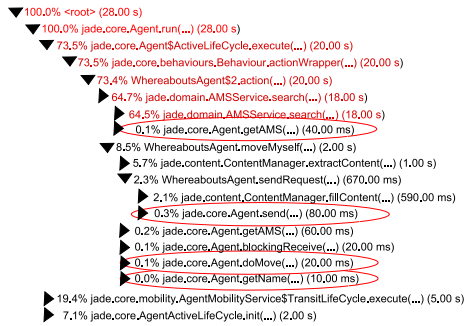 100.0% <root> (28.00 s)
100.0% jade.core.Agent.run(...) (28.00 s)
73.5% jade.core.Agent$ActiveLifeCycle.execute(...) (20.00 s)
73.5% jade.core.behaviours.Behaviour.actionWrapper(...) (20.00 s)
73.4% WhereaboutsAgent$2.action(...) (20.00 s)
64.7% jade.domain.AMSService.search(...) (18.00 s)
64.5% jade.domain.AMSService.search(...) (18.00 s)
0.1% jade.core.Agent.getAMS(...) (40.00 ms)
8.5% WhereaboutsAgent.moveMyself(...) (2.00 s)
5.7% jade.content.ContentManager.extractContent(...) (1.00 s)
2.3% WhereaboutsAgent.sendRequest(...) (670.00 ms)
2.1% jade.content.ContentManager.fillContent(...) (590.00 ms)
0.3% jade.core.Agent.send(...) (80.00 ms)
0.2% jade.core.Agent.getAMS(...) (60.00 ms)
0.1% jade.core.Agent.blockingReceive(...) (20.00 ms)
0.1% jade.core.Agent.doMove(...) (20.00 ms)
0.0% jade.core.Agent.getName(...) (10.00 ms)
19.4% jade.core.mobility.AgentMobilityService$TransitLifeCycle.execute(...) (5.00 s)
7.1% jade.core.AgentActiveLifeCycle.init(...) (2.00 s)